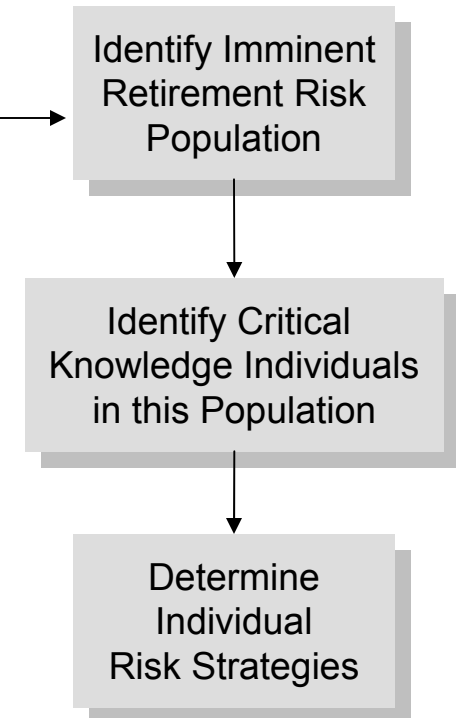 Identify Imminent
Retirement Risk
Population
Identify Critical
Knowledge Individuals
in this Population
Determine
Individual
Risk Strategies